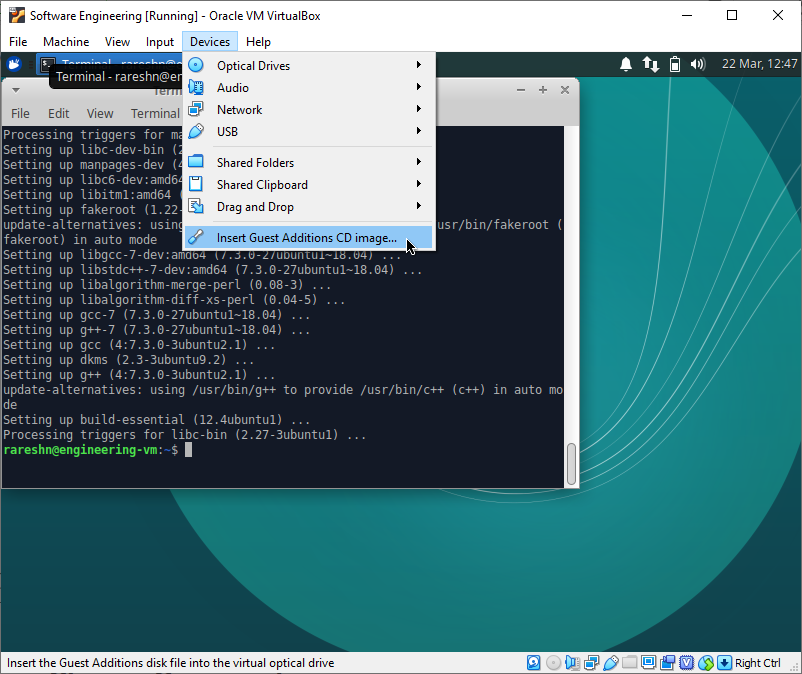 Software Engineering [Running] - Oracle VM VirtualBox
File Machine View Input Devices Help
Terminal - rareshn@e
22 Mar, 12:47
Terminal - rareshn@er
Optical Drives
Audio
Network
USB
Shared Folders
Shared Clipboard
Drag and Drop
Insert Guest Additions CD image...
File Edit View Terminal
Processing triggers for ma
Setting up libc-dev-bin (2
Setting up manpages-dev (4
Setting up libc6-dev:amd64
Setting up libitm1:amd64 (
Setting up fakeroot (1.22-
update-alternatives: using usr/bin/fakeroot (
fakeroot) in auto mode
Setting up libgcc-7-dev:amd64 (7.3.0-27ubuntu1~18.04) ...
Setting up libstdc++-7-dev:amd64 (7.3.0-27ubuntu1~18.04) ...
Setting up libalgorithm-merge-perl (0.08-3) ...
Setting up libalgorithm-diff-xs-perl (0.04-5) ...
Setting up gcc-7 (7.3.0-27ubuntu1~18.04) ...
Setting up g++-7 (7.3.0-27ubuntu1~18.04) ...
Setting up gcc (4:7.3.0-3ubuntu2.1) ...
Setting up dkms (2.3-3ubuntu9.2) ...
Setting up g++ (4:7.3.0-3ubuntu2.1) ...
update-alternatives: using /usr/bin/g++ to provide /usr/bin/c++ (c++) in auto mo
de
Setting up build-essential (12.4ubuntu1) ...
Processing triggers for libc-bin (2.27-3ubuntu1) ...
rareshn@engineering-vm:~$
Insert the Guest Additions disk file into the virtual optical drive
Right Ctrl